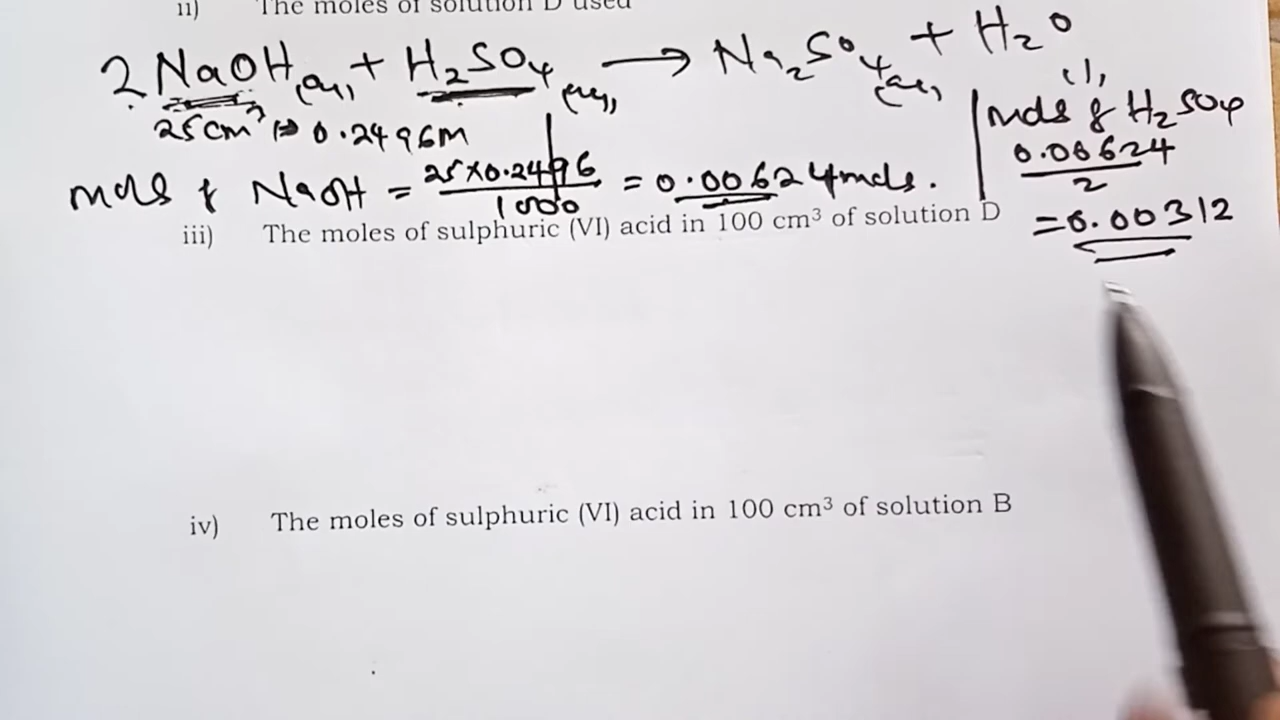 ii) The moles of solution D used
2NaOH(aq) + H₂SO₄(aq) → Na₂SO₄(aq) + H₂O(l)
25cm³ ⇒ 0.2496M
mols of NaOH = 25×0.2496/1000 = 0.00624mols.
mols of H₂SO₄
0.00624/2
=0.00312
iii) The moles of sulphuric (VI) acid in 100 cm³ of solution D
iv) The moles of sulphuric (VI) acid in 100 cm³ of solution B